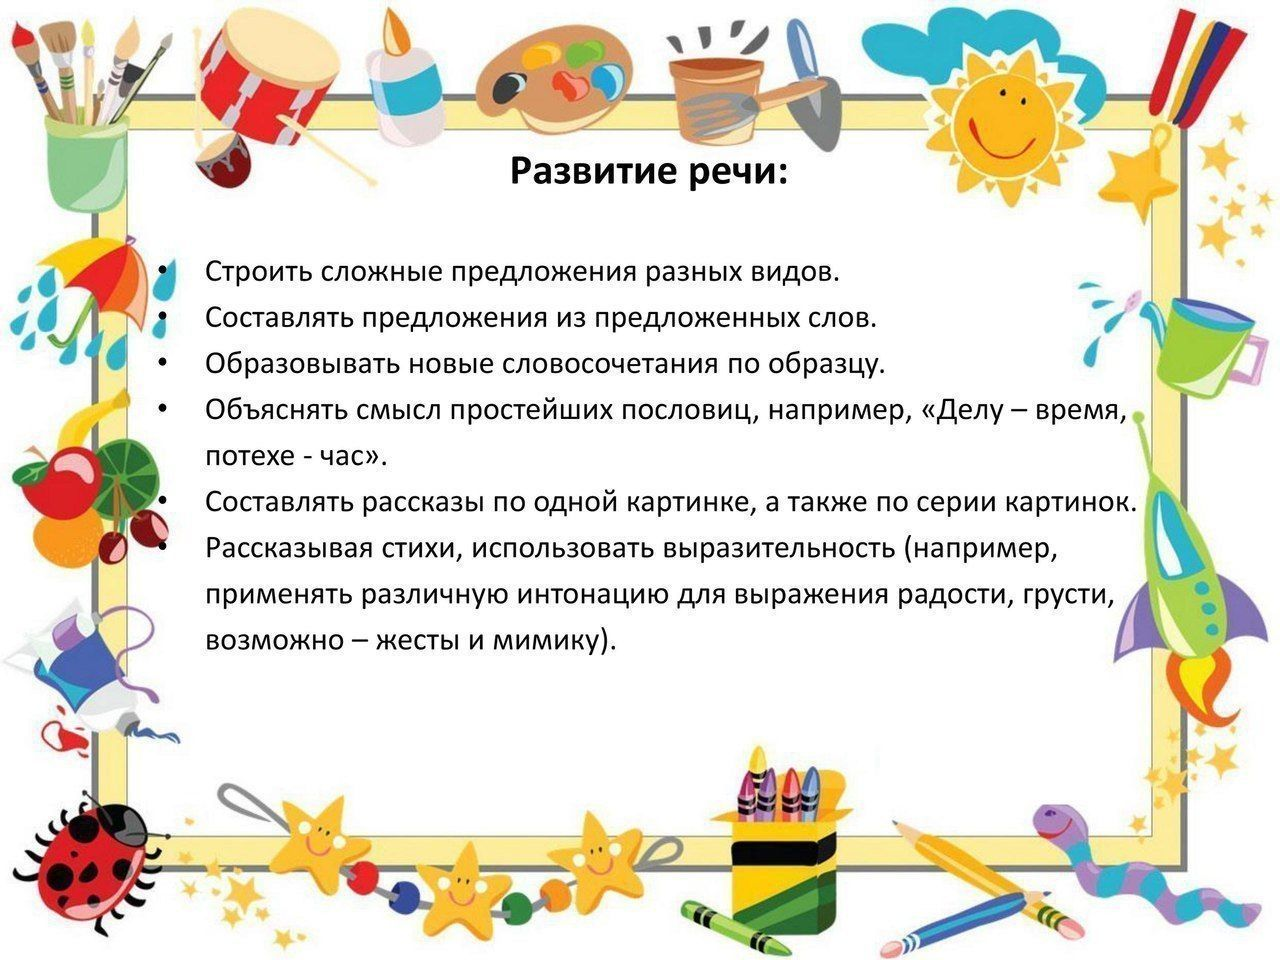 Развитие речи:
• Строить сложные предложения разных видов.
• Составлять предложения из предложенных слов.
• Образовывать новые словосочетания по образцу.
• Объяснять смысл простейших пословиц, например, «Делу – время,
потехе - час».
• Составлять рассказы по одной картинке, а также по серии картинок.
• Рассказывая стихи, использовать выразительность (например,
применять различную интонацию для выражения радости, грусти,
возможно – жесты и мимику).